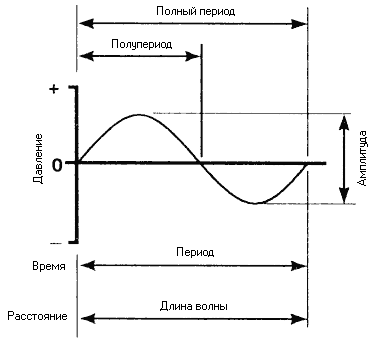 Полный период
Полупериод
+
Давление
0
Амплитуда
–
Время
Период
Расстояние
Длина волны